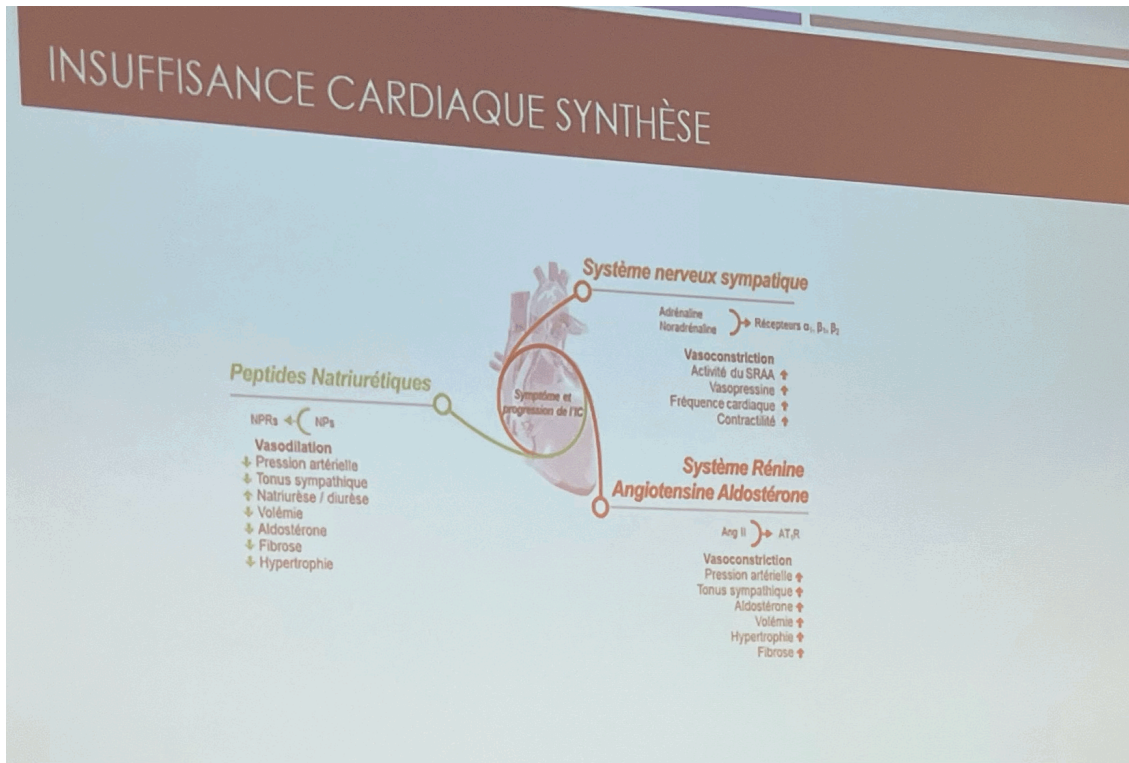 INSUFFISANCE CARDIAQUE SYNTHÈSE
Système nerveux sympatique
Adrénaline
Noradrénaline
Récepteurs α₁, β₁, β₂
Vasoconstriction
Activité du SRAA ↑
Vasopressine ↑
Fréquence cardiaque ↑
Contractilité ↑
Peptides Natriurétiques
NPRs NPs
Vasodilation
↓ Pression artérielle
↓ Tonus sympathique
↑ Natriurèse / diurèse
↓ Volémie
↓ Aldostérone
↓ Fibrose
↓ Hypertrophie
Symptôme et
progression de l'IC
Système Rénine
Angiotensine Aldostérone
Ang II AT₁R
Vasoconstriction
Pression artérielle ↑
Tonus sympathique ↑
Aldostérone ↑
Volémie ↑
Hypertrophie ↑
Fibrose ↑